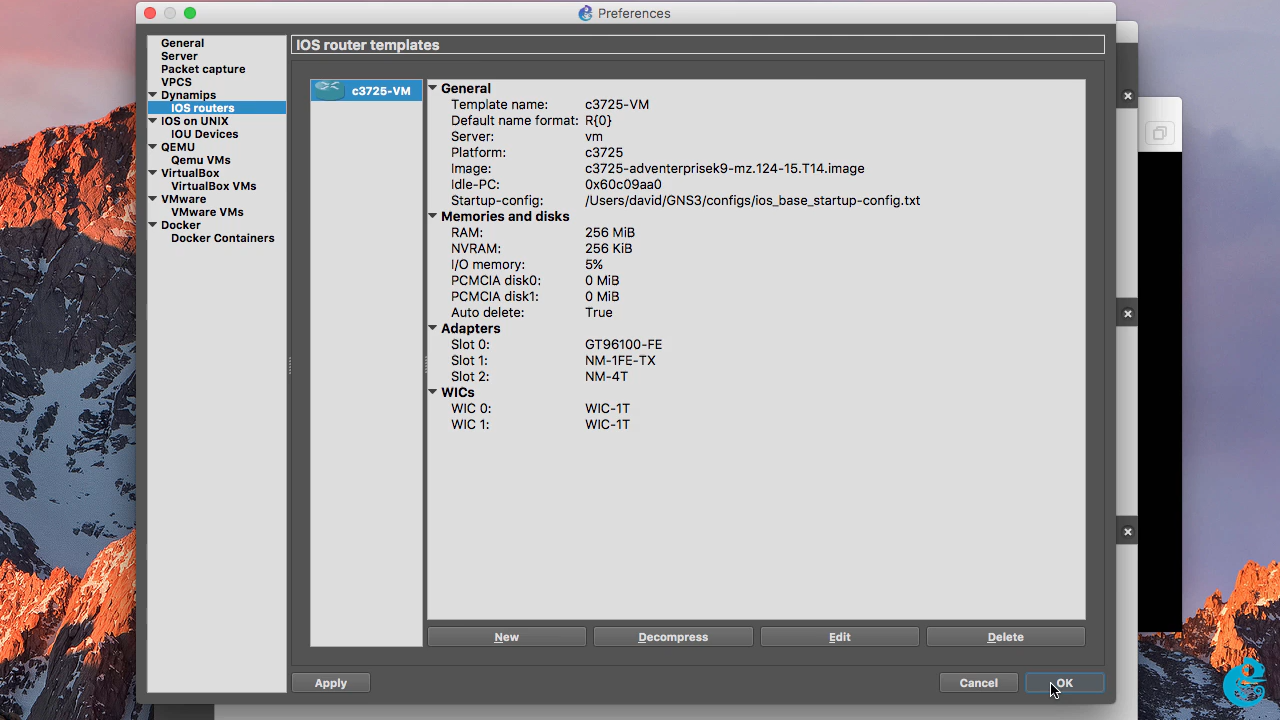 Preferences
General
Server
Packet capture
VPCS
Dynamips
IOS routers
IOS on UNIX
IOU Devices
QEMU
Qemu VMs
VirtualBox
VirtualBox VMs
VMware
VMware VMs
Docker
Docker Containers
IOS router templates
c3725-VM
General
Template name: c3725-VM
Default name format: R{0}
Server: vm
Platform: c3725
Image: c3725-adventerprisek9-mz.124-15.T14.image
Idle-PC: 0x60c09aa0
Startup-config: /Users/david/GNS3/configs/ios_base_startup-config.txt
Memories and disks
RAM: 256 MiB
NVRAM: 256 KiB
I/O memory: 5%
PCMCIA disk0: 0 MiB
PCMCIA disk1: 0 MiB
Auto delete: True
Adapters
Slot 0: GT96100-FE
Slot 1: NM-1FE-TX
Slot 2: NM-4T
WICs
WIC 0: WIC-1T
WIC 1: WIC-1T
New Decompress Edit Delete
Apply Cancel OK